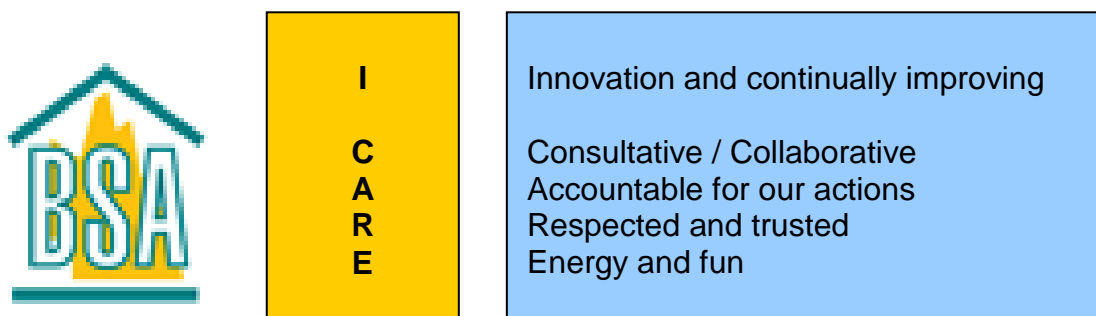 BSA
I Innovation and continually improving
C Consultative / Collaborative
A Accountable for our actions
R Respected and trusted
E Energy and fun